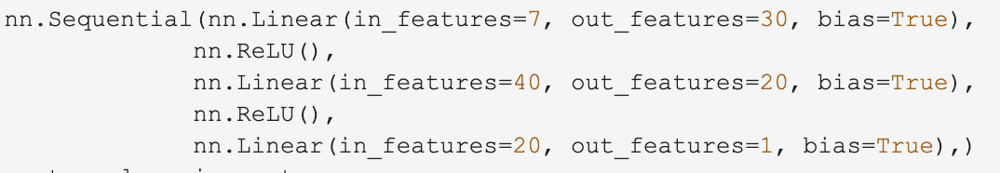 nn.Sequential(nn.Linear(in_features=7, out_features=30, bias=True),
nn.ReLU(),
nn.Linear(in_features=40, out_features=20, bias=True),
nn.ReLU(),
nn.Linear(in_features=20, out_features=1, bias=True),)